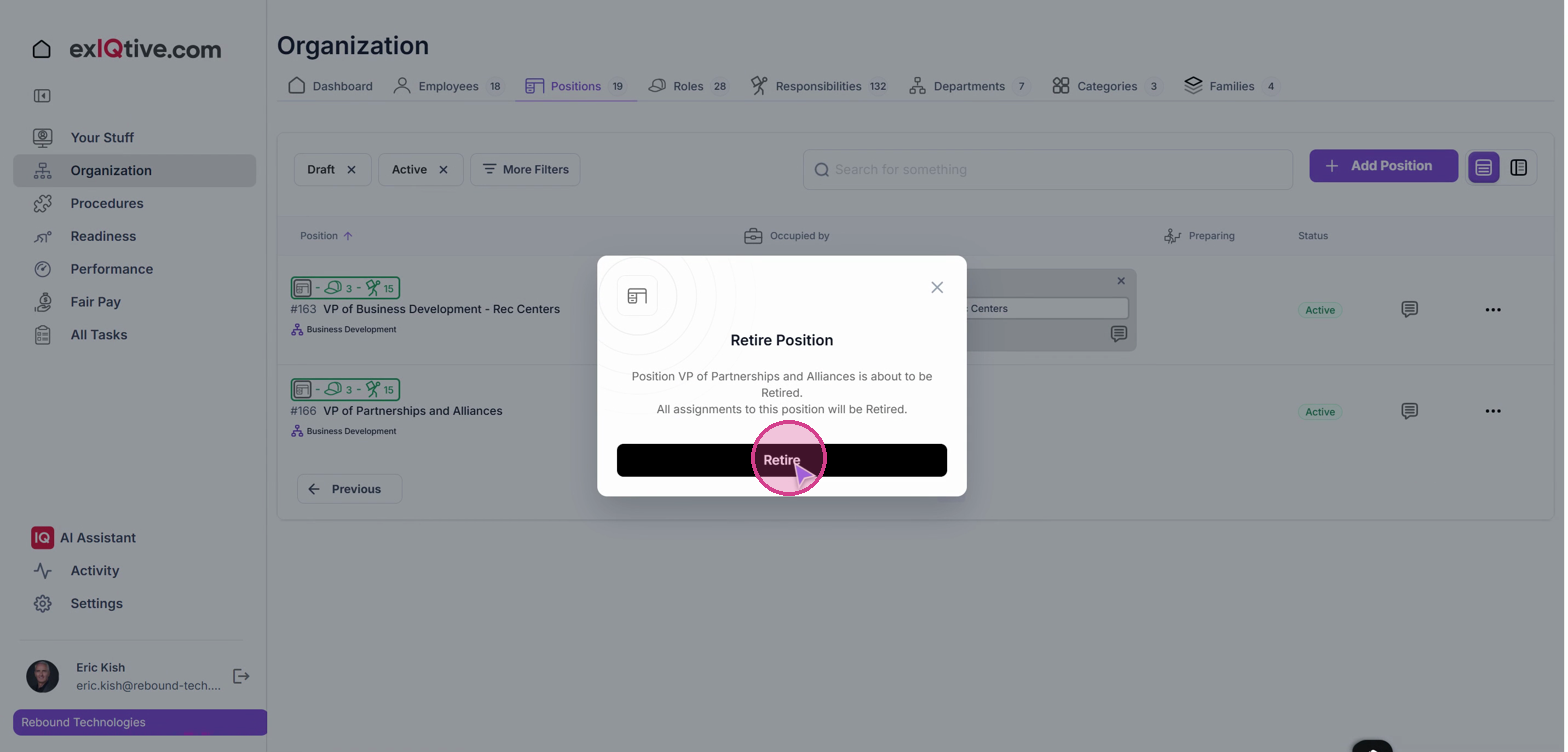 exIQtive.com
Your Stuff
Organization
Procedures
Readiness
Performance
Fair Pay
All Tasks
IQ AI Assistant
Activity
Settings
Eric Kish
eric.kish@rebound-tech....
Rebound Technologies
Organization
Dashboard
Employees 18
Positions 19
Roles 28
Responsibilities 132
Departments 7
Categories 3
Families 4
Draft
Active
More Filters
Search for something
Add Position
Position
Occupied by
Preparing
Status
- 3 - 15
#163 VP of Business Development - Rec Centers
Business Development
Centers
Active
- 3 - 15
#166 VP of Partnerships and Alliances
Business Development
Active
Previous
Retire Position
Position VP of Partnerships and Alliances is about to be
Retired.
All assignments to this position will be Retired.
Retire